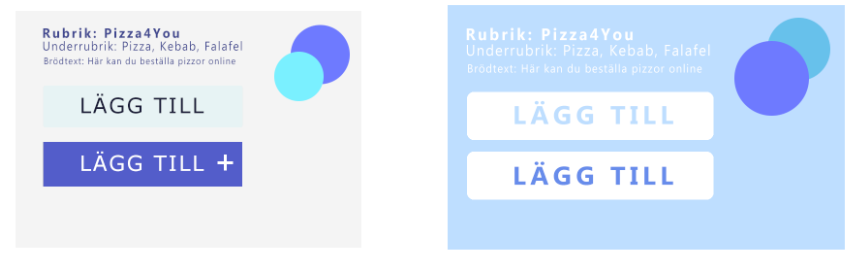 Rubrik: Pizza4You
Underrubrik: Pizza, Kebab, Falafel
Brödtext: Här kan du beställa pizzor online
LÄGG TILL
LÄGG TILL +
Rubrik: Pizza4You
Underrubrik: Pizza, Kebab, Falafel
Brödtext: Här kan du beställa pizzor online
LÄGG TILL
LÄGG TILL